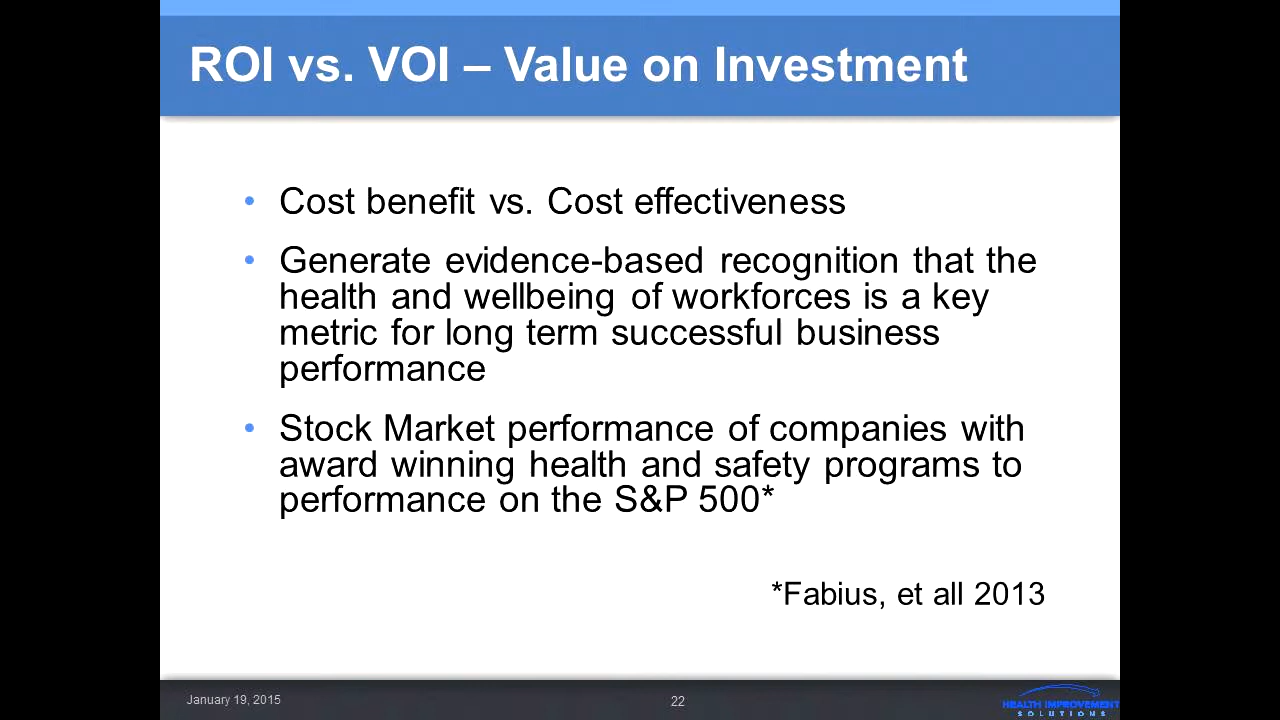 ROI vs. VOI – Value on Investment
• Cost benefit vs. Cost effectiveness
• Generate evidence-based recognition that the
health and wellbeing of workforces is a key
metric for long term successful business
performance
• Stock Market performance of companies with
award winning health and safety programs to
performance on the S&P 500*
*Fabius, et all 2013
January 19, 2015
22
HEALTH IMPROVEMENT
SOLUTIONS